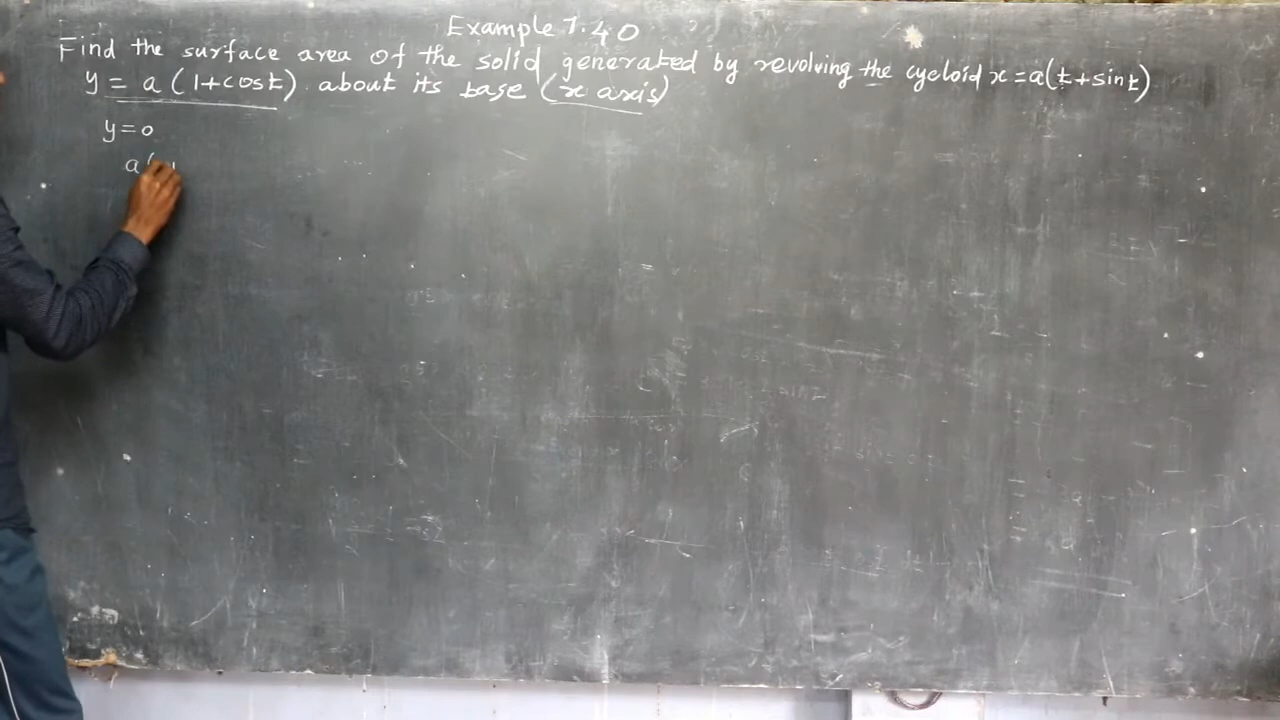 Example 7.40
Find the surface area of the solid generated by revolving the cycloid x = a(t + sin t)
y = a (1+cost) about its base (x axis)
y = 0
a (